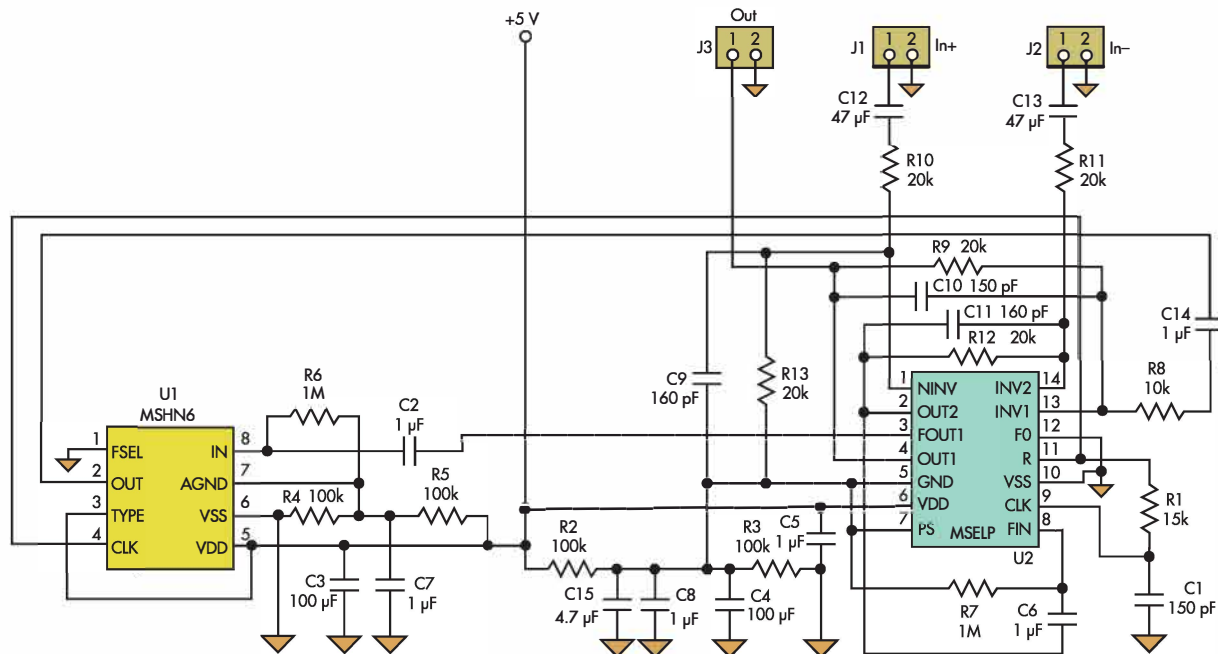 +5 V
Out
J3 1 2
J1 1 2 In+
J2 1 2 In–
C12
47 µF
C13
47 µF
R10
20k
R11
20k
R9 20k
C10 150 pF
C11 160 pF
R12 20k
C14
1 µF
R8
10k
C9
160 pF
R13
20k
U1
MSHN6
R6
1M
C2
1 µF
1 FSEL IN 8
2 OUT AGND 7
3 TYPE VSS 6
4 CLK VDD 5
R4 100k
R5
100k
C3
100 µF
C7
1 µF
R2
100k
C15
4.7 µF
C8
1 µF
C4
100 µF
R3
100k
C5
1 µF
1 NINV INV2 14
2 OUT2 INV1 13
3 FOUT1 F0 12
4 OUT1 R 11
5 GND VSS 10
6 VDD CLK 9
7 PS FIN 8
MSELP
U2
R1
15k
R7
1M
C6
1 µF
C1
150 pF